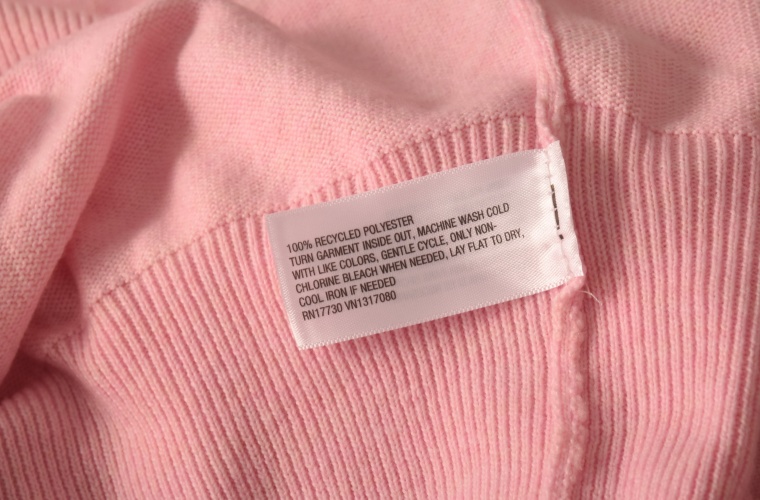 100% RECYCLED POLYESTER
TURN GARMENT INSIDE OUT, MACHINE WASH COLD
WITH LIKE COLORS, GENTLE CYCLE, ONLY NON-
CHLORINE BLEACH WHEN NEEDED, LAY FLAT TO DRY,
COOL IRON IF NEEDED
RN17730 VN1317080